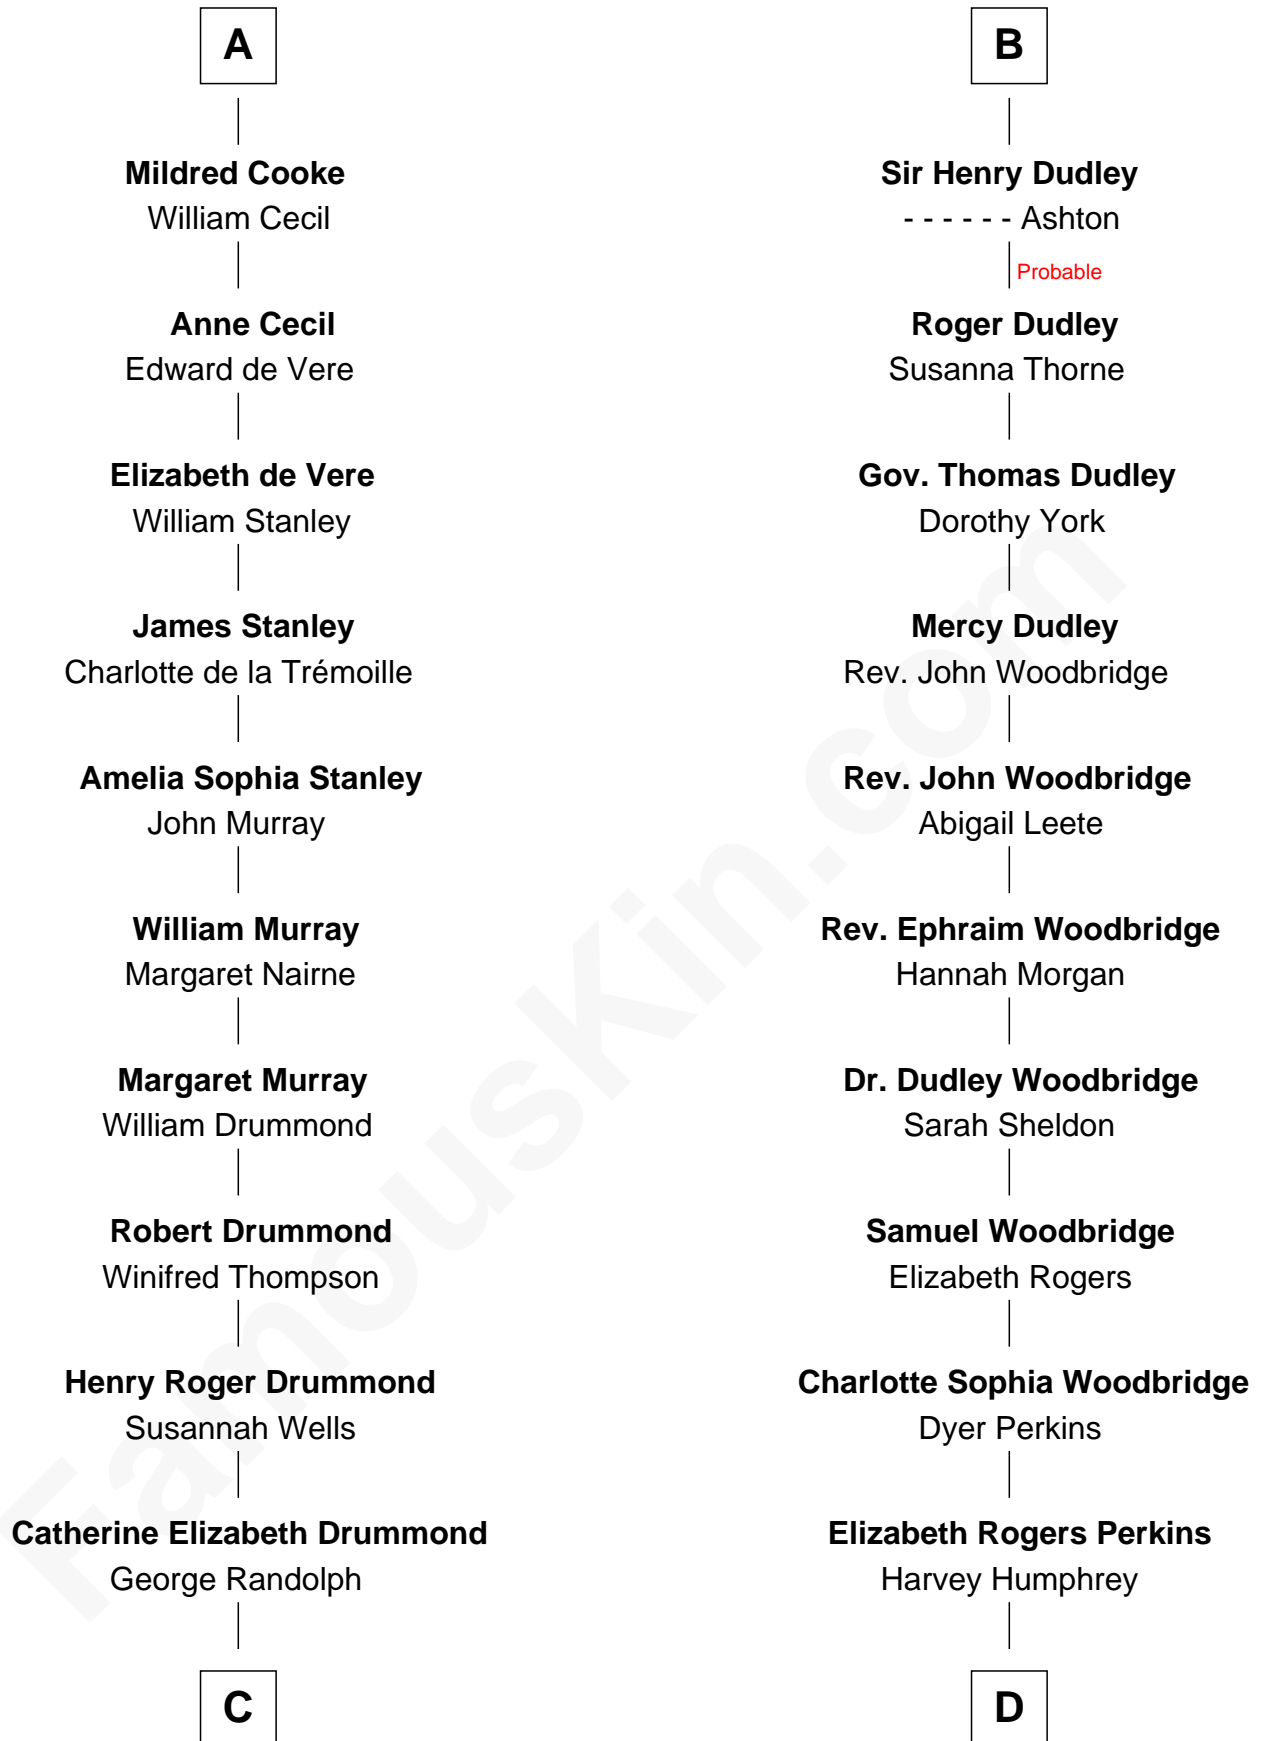 A
Mildred Cooke
William Cecil
Anne Cecil
Edward de Vere
Elizabeth de Vere
William Stanley
James Stanley
Charlotte de la Trémoille
Amelia Sophia Stanley
John Murray
William Murray
Margaret Nairne
Margaret Murray
William Drummond
Robert Drummond
Winifred Thompson
Henry Roger Drummond
Susannah Wells
Catherine Elizabeth Drummond
George Randolph
C
B
Sir Henry Dudley
- - - - - - Ashton
Probable
Roger Dudley
Susanna Thorne
Gov. Thomas Dudley
Dorothy York
Mercy Dudley
Rev. John Woodbridge
Rev. John Woodbridge
Abigail Leete
Rev. Ephraim Woodbridge
Hannah Morgan
Dr. Dudley Woodbridge
Sarah Sheldon
Samuel Woodbridge
Elizabeth Rogers
Charlotte Sophia Woodbridge
Dyer Perkins
Elizabeth Rogers Perkins
Harvey Humphrey
D
FamousKin.com